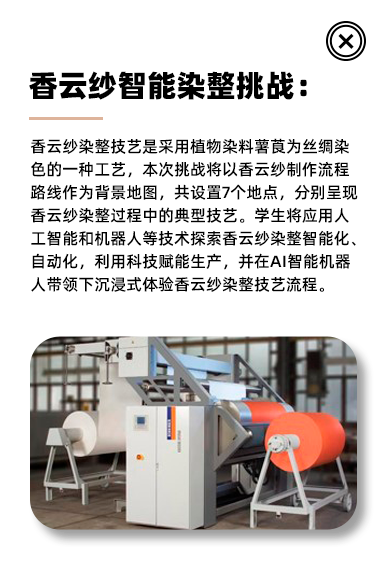 香云纱智能染整挑战：
香云纱染整技艺是采用植物染料薯莨为丝绸染
色的一种工艺，本次挑战将以香云纱制作流程
路线作为背景地图，共设置7个地点，分别呈现
香云纱染整过程中的典型技艺。学生将应用人
工智能和机器人等技术探索香云纱染整智能化、
自动化，利用科技赋能生产，并在AI智能机器
人带领下沉浸式体验香云纱染整技艺流程。